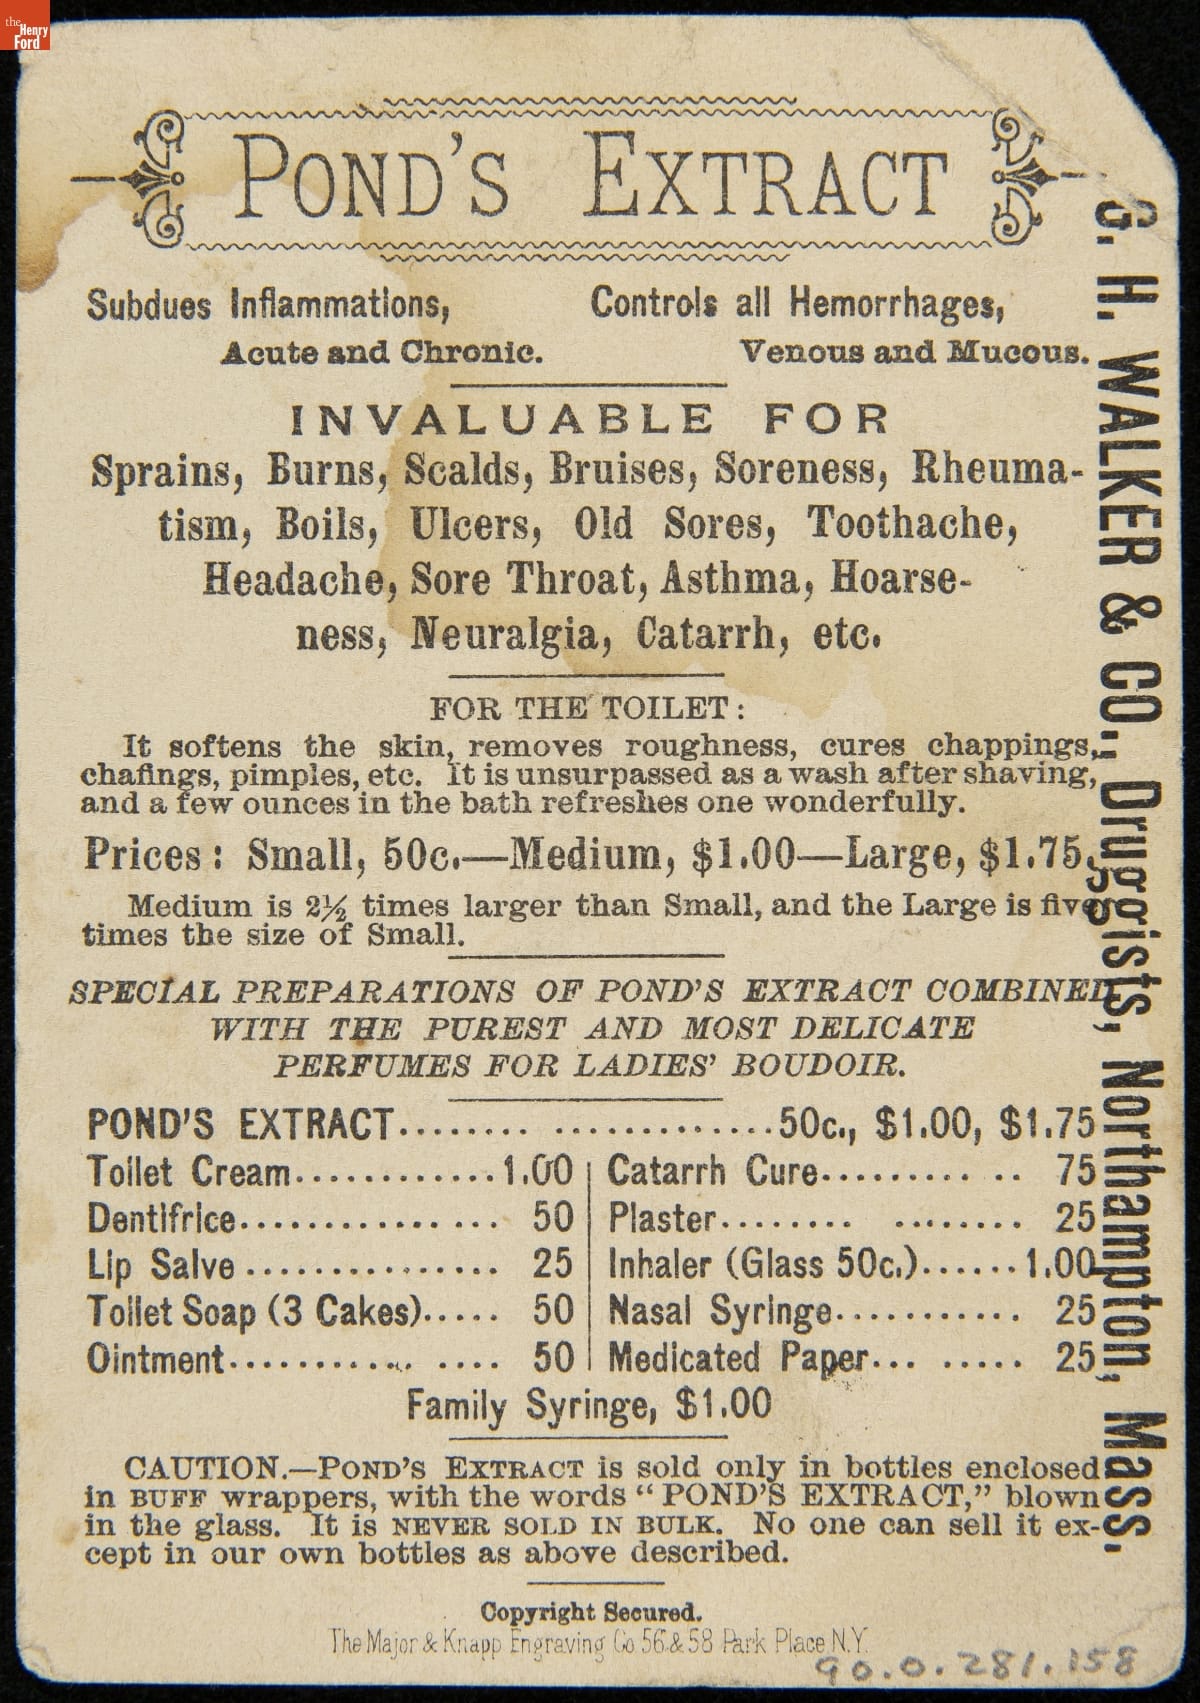 the
Henry
Ford
POND'S EXTRACT
Subdues Inflammations, Controls all Hemorrhages,
Acute and Chronic. Venous and Mucous.
INVALUABLE FOR
Sprains, Burns, Scalds, Bruises, Soreness, Rheuma-
tism, Boils, Ulcers, Old Sores, Toothache,
Headache, Sore Throat, Asthma, Hoarse-
ness, Neuralgia, Catarrh, etc.
FOR THE TOILET:
It softens the skin, removes roughness, cures chappings,
chafings, pimples, etc. It is unsurpassed as a wash after shaving,
and a few ounces in the bath refreshes one wonderfully.
Prices: Small, 50c.—Medium, $1.00—Large, $1.75.
Medium is 2½ times larger than Small, and the Large is five
times the size of Small.
SPECIAL PREPARATIONS OF POND'S EXTRACT COMBINED
WITH THE PUREST AND MOST DELICATE
PERFUMES FOR LADIES' BOUDOIR.
POND'S EXTRACT........ .............50c., $1.00, $1.75
Toilet Cream.............1.00 Catarrh Cure........... .. 75
Dentifrice................ 50 Plaster........ ........ 25
Lip Salve ................ 25 Inhaler (Glass 50c.)......1.00
Toilet Soap (3 Cakes)..... 50 Nasal Syringe............ 25
Ointment............ .... 50 Medicated Paper... ..... 25
Family Syringe, $1.00
CAUTION.—POND'S EXTRACT is sold only in bottles enclosed
in BUFF wrappers, with the words "POND'S EXTRACT," blown
in the glass. It is NEVER SOLD IN BULK. No one can sell it ex-
cept in our own bottles as above described.
Copyright Secured.
The Major & Knapp Engraving Co. 56 & 58 Park Place N.Y.
90.0.281.158
G. H. WALKER & CO., Druggists, Northampton, Mass.